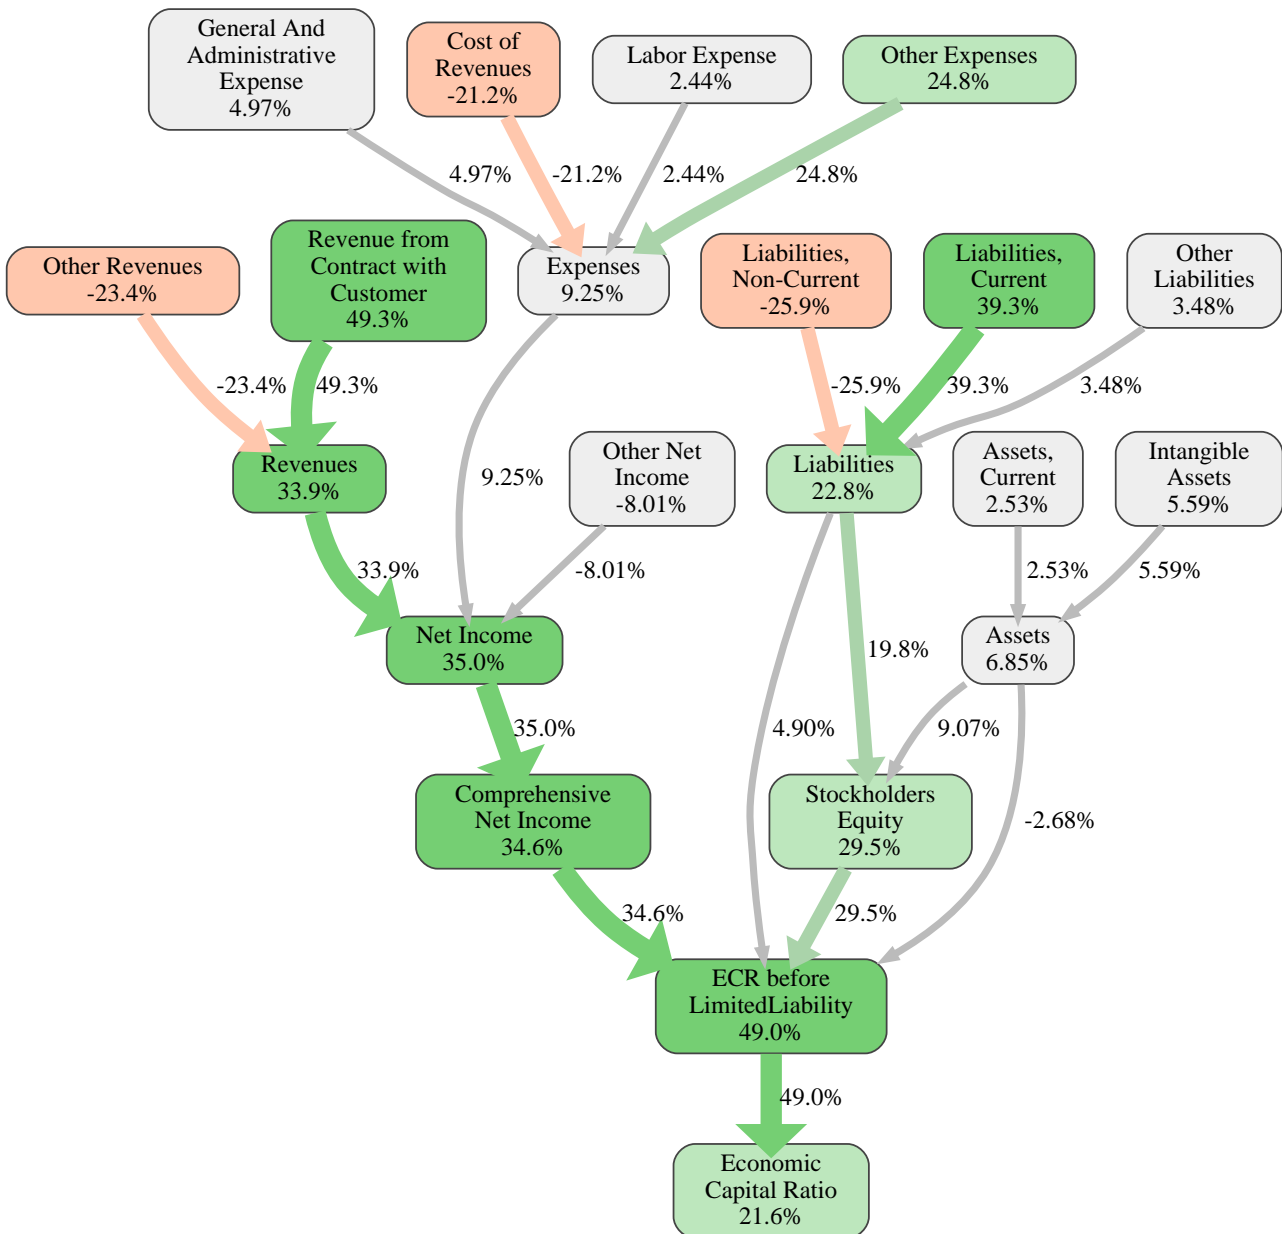 General And
Administrative
Expense
4.97%
Cost of
Revenues
-21.2%
Labor Expense
2.44%
Other Expenses
24.8%
4.97%
-21.2%
2.44%
24.8%
Other Revenues
-23.4%
Revenue from
Contract with
Customer
49.3%
Expenses
9.25%
Liabilities,
Non-Current
-25.9%
Liabilities,
Current
39.3%
Other
Liabilities
3.48%
-23.4%
49.3%
-25.9%
39.3%
3.48%
Revenues
33.9%
9.25%
Other Net
Income
-8.01%
Liabilities
22.8%
Assets,
Current
2.53%
Intangible
Assets
5.59%
33.9%
-8.01%
2.53%
5.59%
Net Income
35.0%
19.8%
Assets
6.85%
35.0%
4.90%
9.07%
Comprehensive
Net Income
34.6%
Stockholders
Equity
29.5%
-2.68%
34.6%
29.5%
ECR before
LimitedLiability
49.0%
49.0%
Economic
Capital Ratio
21.6%